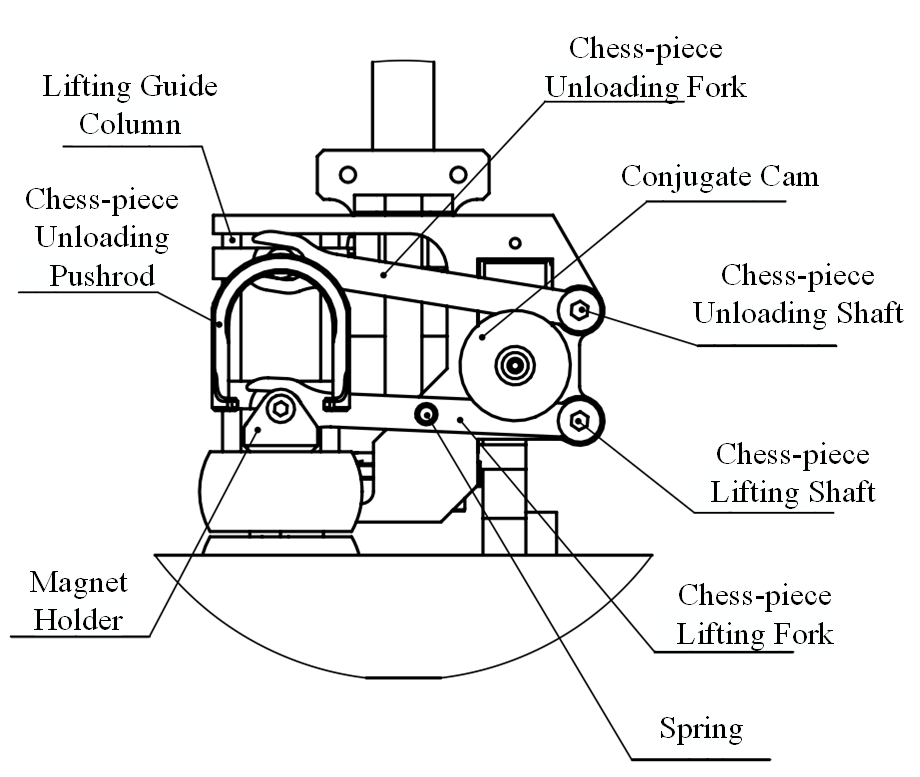 Chess-piece
Unloading Fork
Lifting Guide
Column
Conjugate Cam
Chess-piece
Unloading
Pushrod
Chess-piece
Unloading Shaft
Chess-piece
Lifting Shaft
Magnet
Holder
Chess-piece
Lifting Fork
Spring